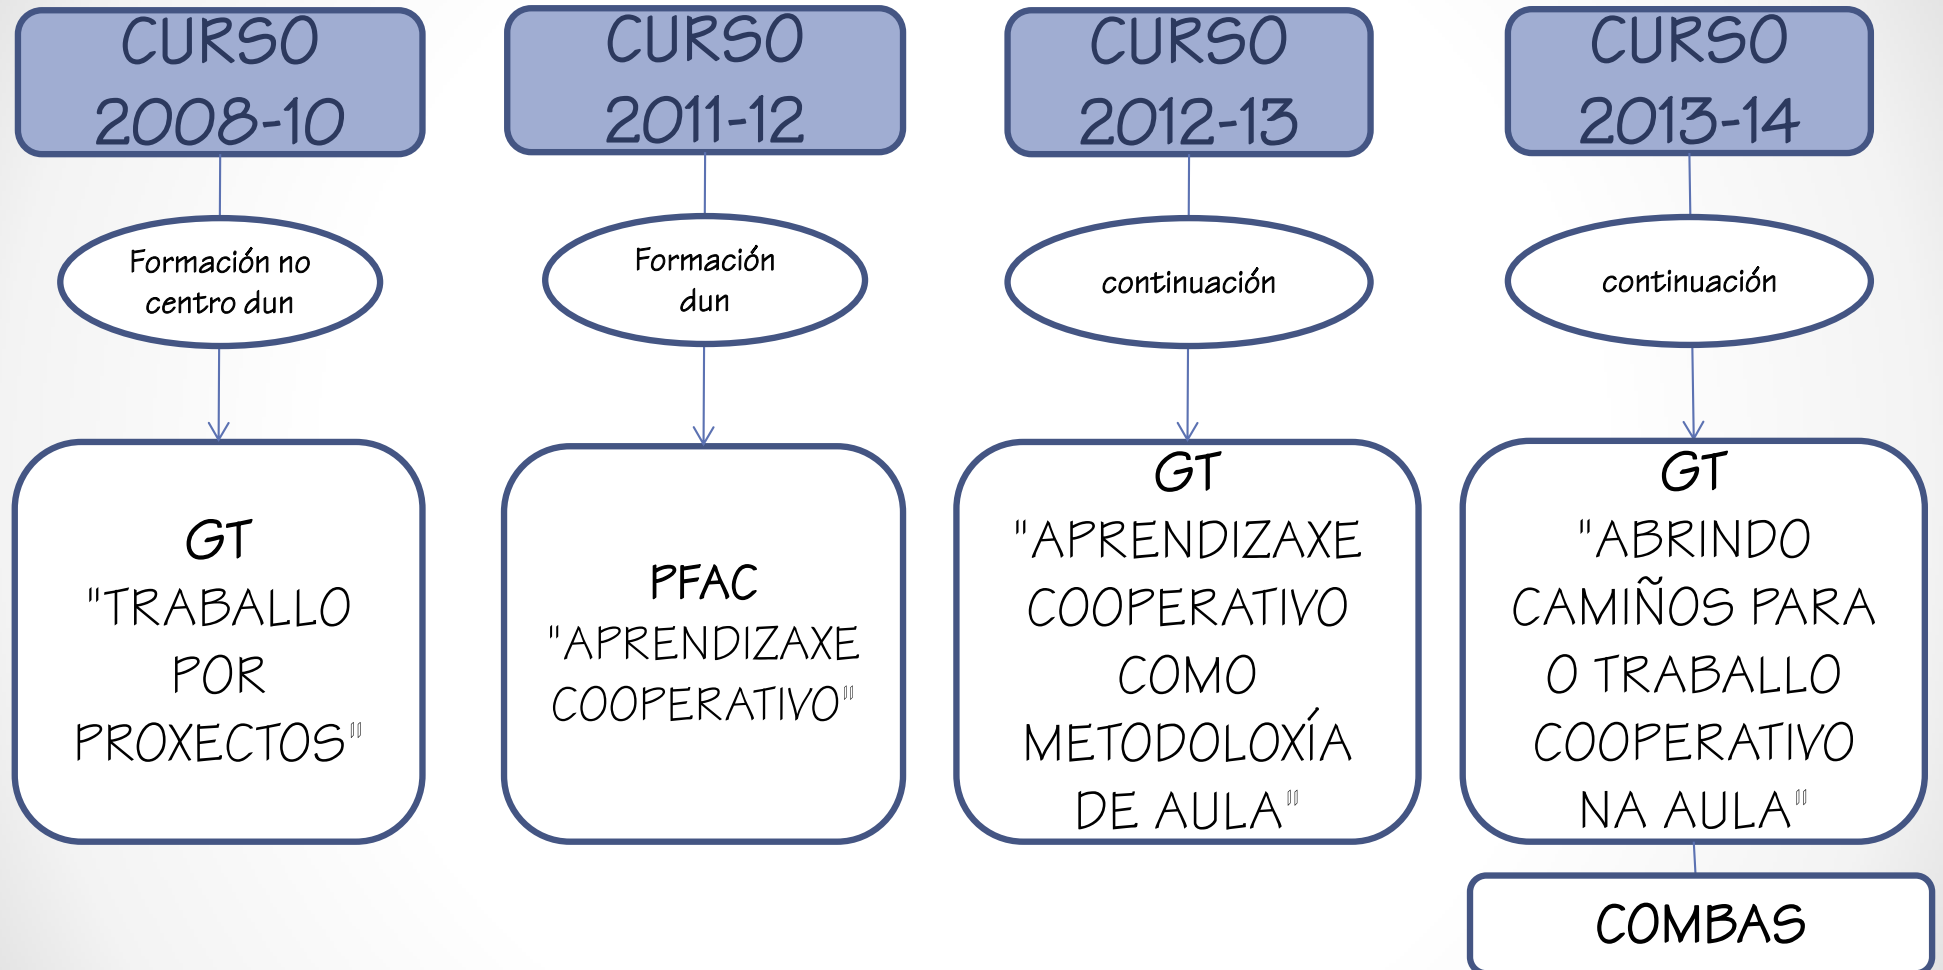 CURSO
2008-10
Formación no
centro dun
GT
"TRABALLO
POR
PROXECTOS"
CURSO
2011-12
Formación
dun
PFAC
"APRENDIZAXE
COOPERATIVO"
CURSO
2012-13
continuación
GT
"APRENDIZAXE
COOPERATIVO
COMO
METODOLOXÍA
DE AULA"
CURSO
2013-14
continuación
GT
"ABRINDO
CAMIÑOS PARA
O TRABALLO
COOPERATIVO
NA AULA"
COMBAS